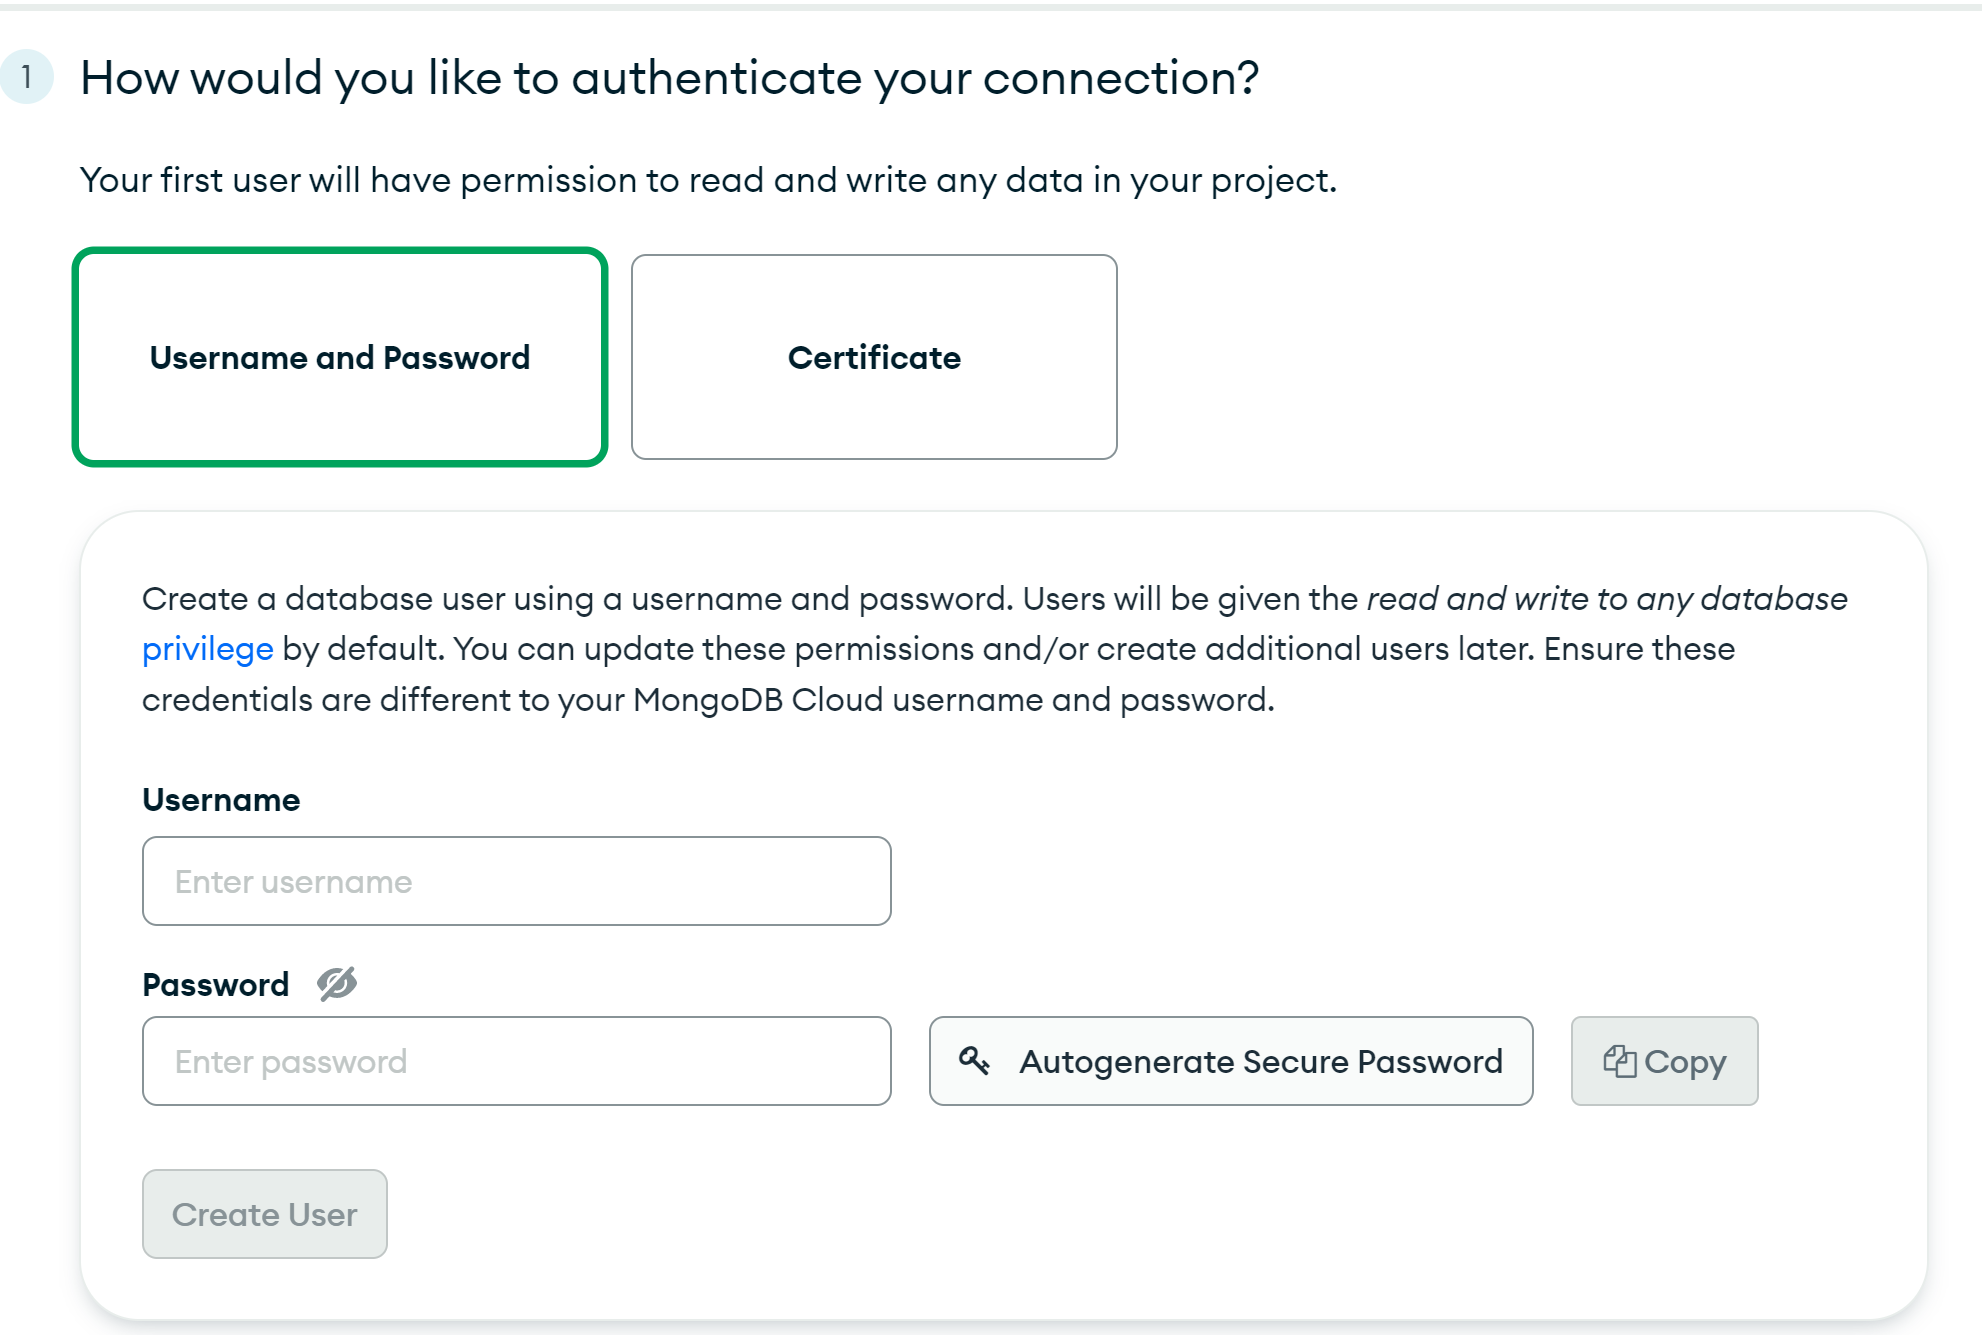 1
How would you like to authenticate your connection?
Your first user will have permission to read and write any data in your project.
Username and Password
Certificate
Create a database user using a username and password. Users will be given the read and write to any database
privilege by default. You can update these permissions and/or create additional users later. Ensure these
credentials are different to your MongoDB Cloud username and password.
Username
Enter username
Password
Enter password
Autogenerate Secure Password
Copy
Create User